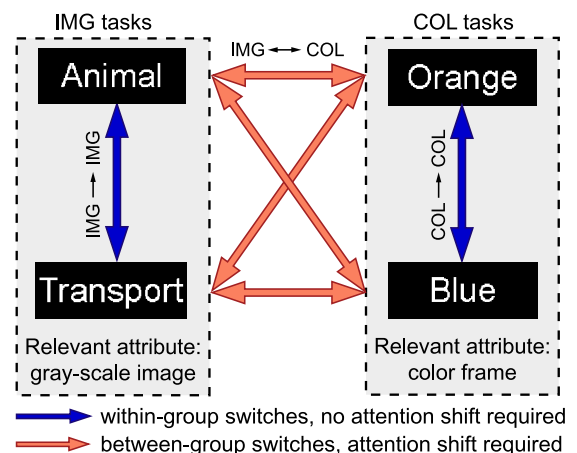 IMG tasks
COL tasks
Animal
IMG ↔ COL
Orange
IMG → IMG
COL → COL
Transport
Blue
Relevant attribute:
gray-scale image
Relevant attribute:
color frame
within-group switches, no attention shift required
between-group switches, attention shift required